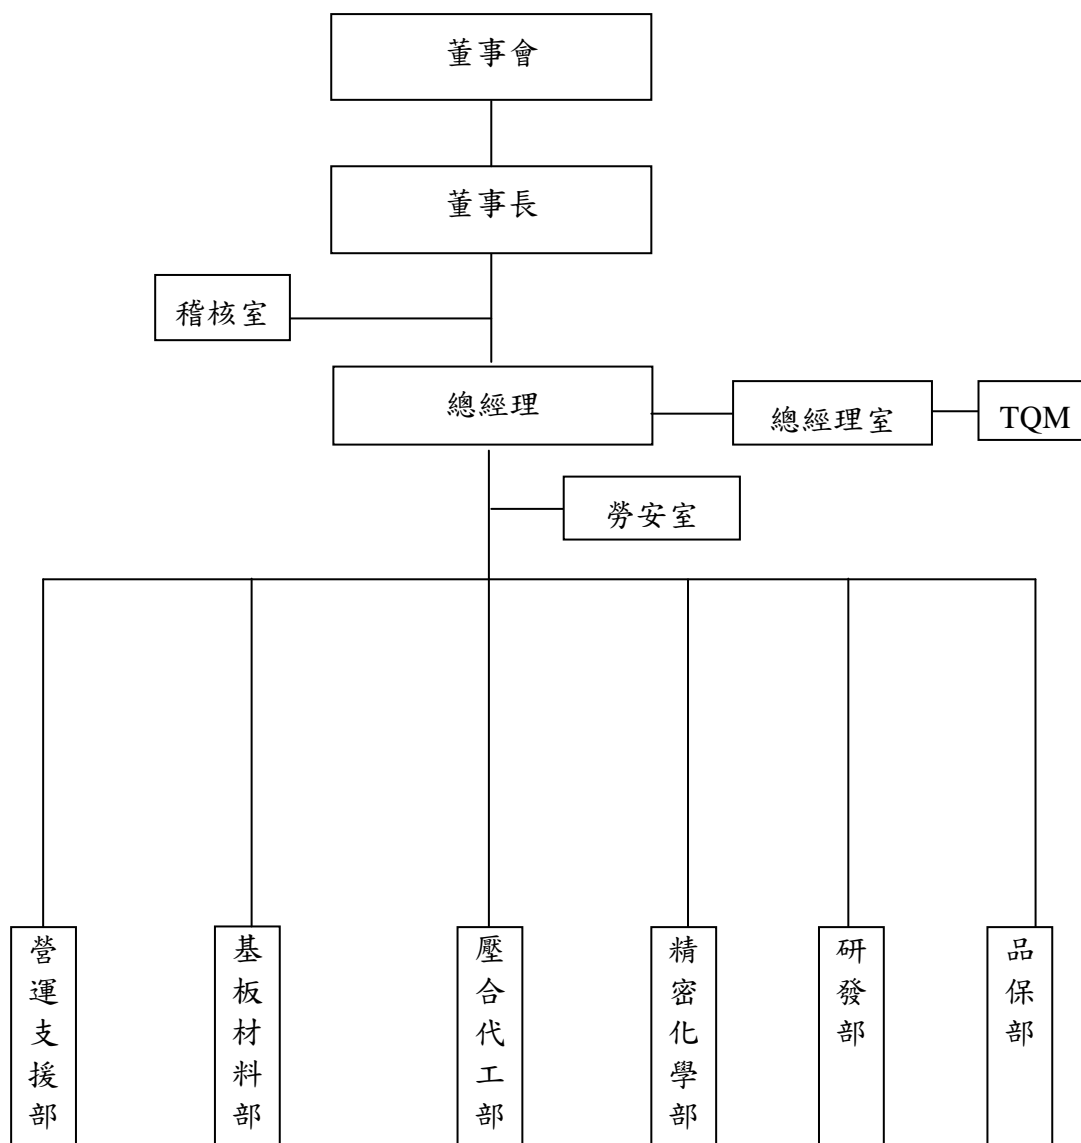 董事會
董事長
稽核室
總經理
總經理室
TQM
勞安室
營運支援部
基板材料部
壓合代工部
精密化學部
研發部
品保部